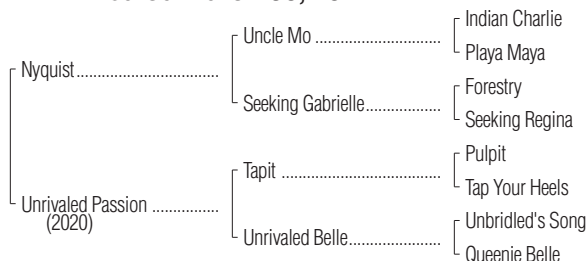 Indian Charlie
Uncle Mo
Playa Maya
Nyquist
Forestry
Seeking Gabrielle
Seeking Regina
Pulpit
Tapit
Tap Your Heels
Unrivaled Passion
(2020)
Unbridled's Song
Unrivaled Belle
Queenie Belle